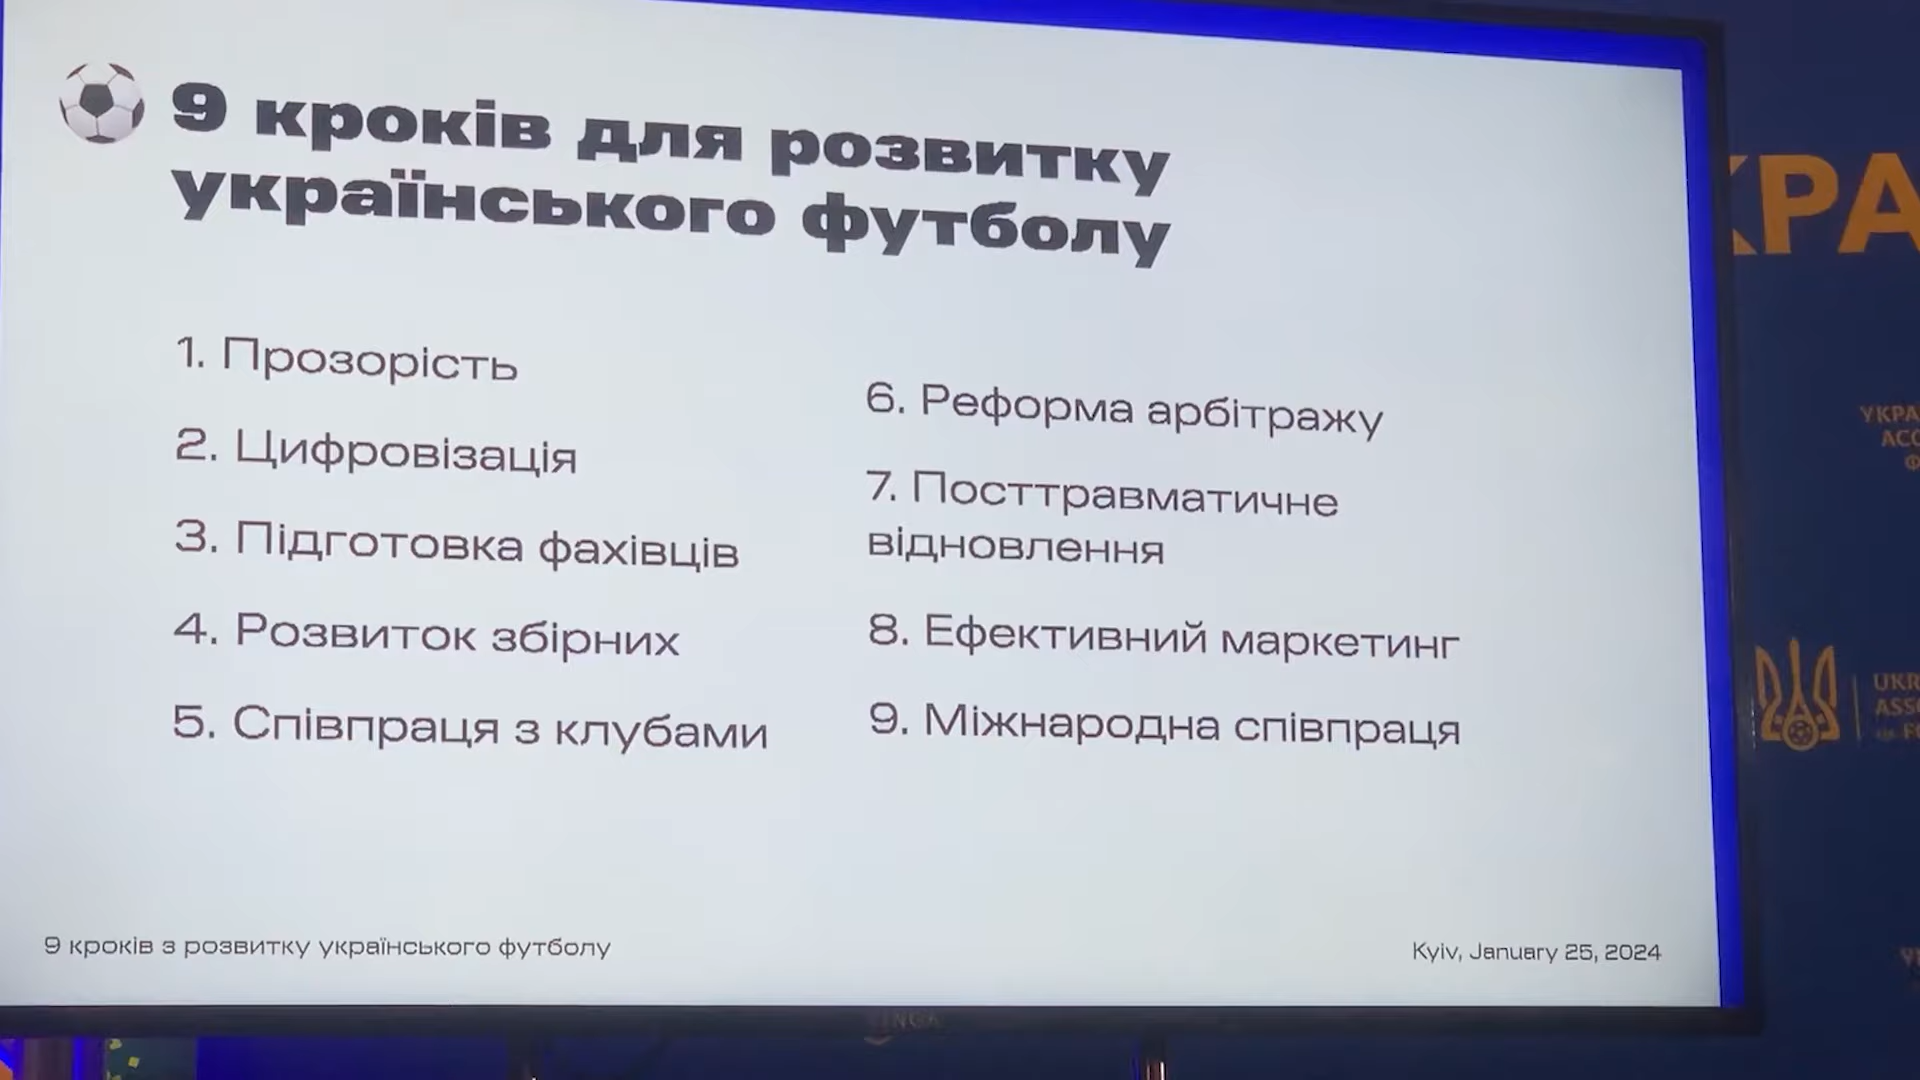 9 кроків для розвитку
українського футболу
1. Прозорість
2. Цифровізація
3. Підготовка фахівців
4. Розвиток збірних
5. Співпраця з клубами
6. Реформа арбітражу
7. Посттравматичне
відновлення
8. Ефективний маркетинг
9. Міжнародна співпраця
9 кроків з розвитку українського футболу
Kyiv, January 25, 2024